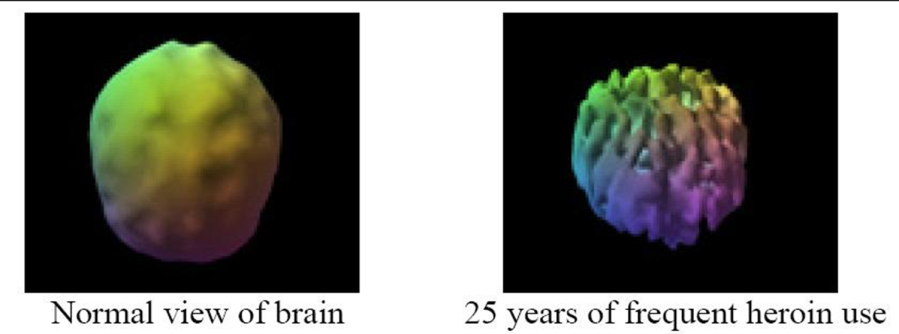 Normal view of brain
25 years of frequent heroin use